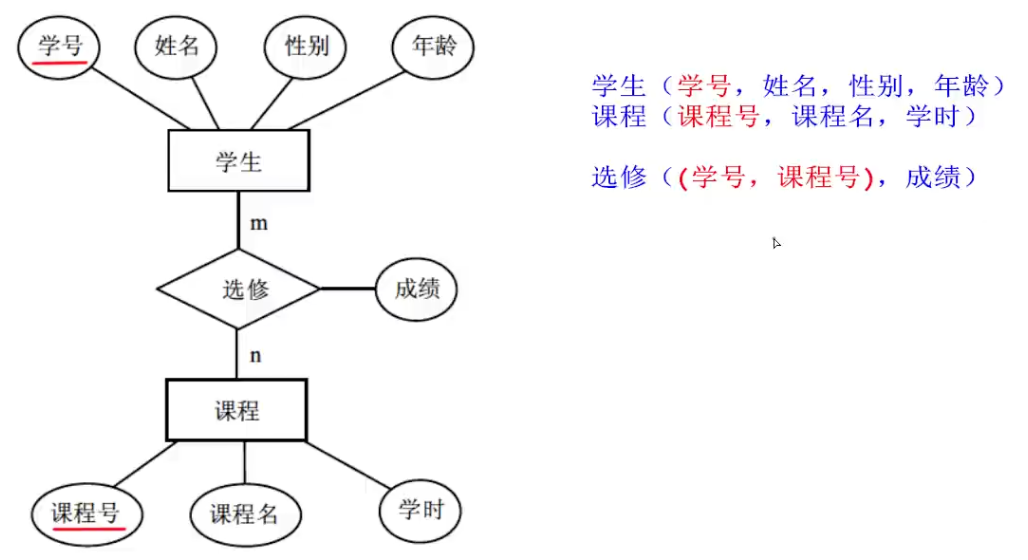 学号 姓名 性别 年龄
学生
m
选修 成绩
n
课程
课程号 课程名 学时
学生（学号，姓名，性别，年龄）
课程（课程号，课程名，学时）
选修（(学号，课程号)，成绩）